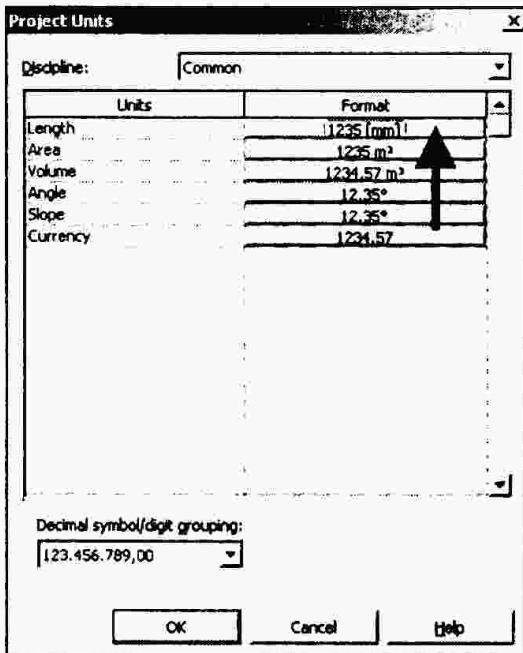 Project Units
Discipline: Common
Units Format
Length 1235 [mm]
Area 1235 m²
Volume 1234.57 m³
Angle 12.35°
Slope 12.35°
Currency 1234.57
Decimal symbol/digit grouping:
123.456.789,00
OK Cancel Help